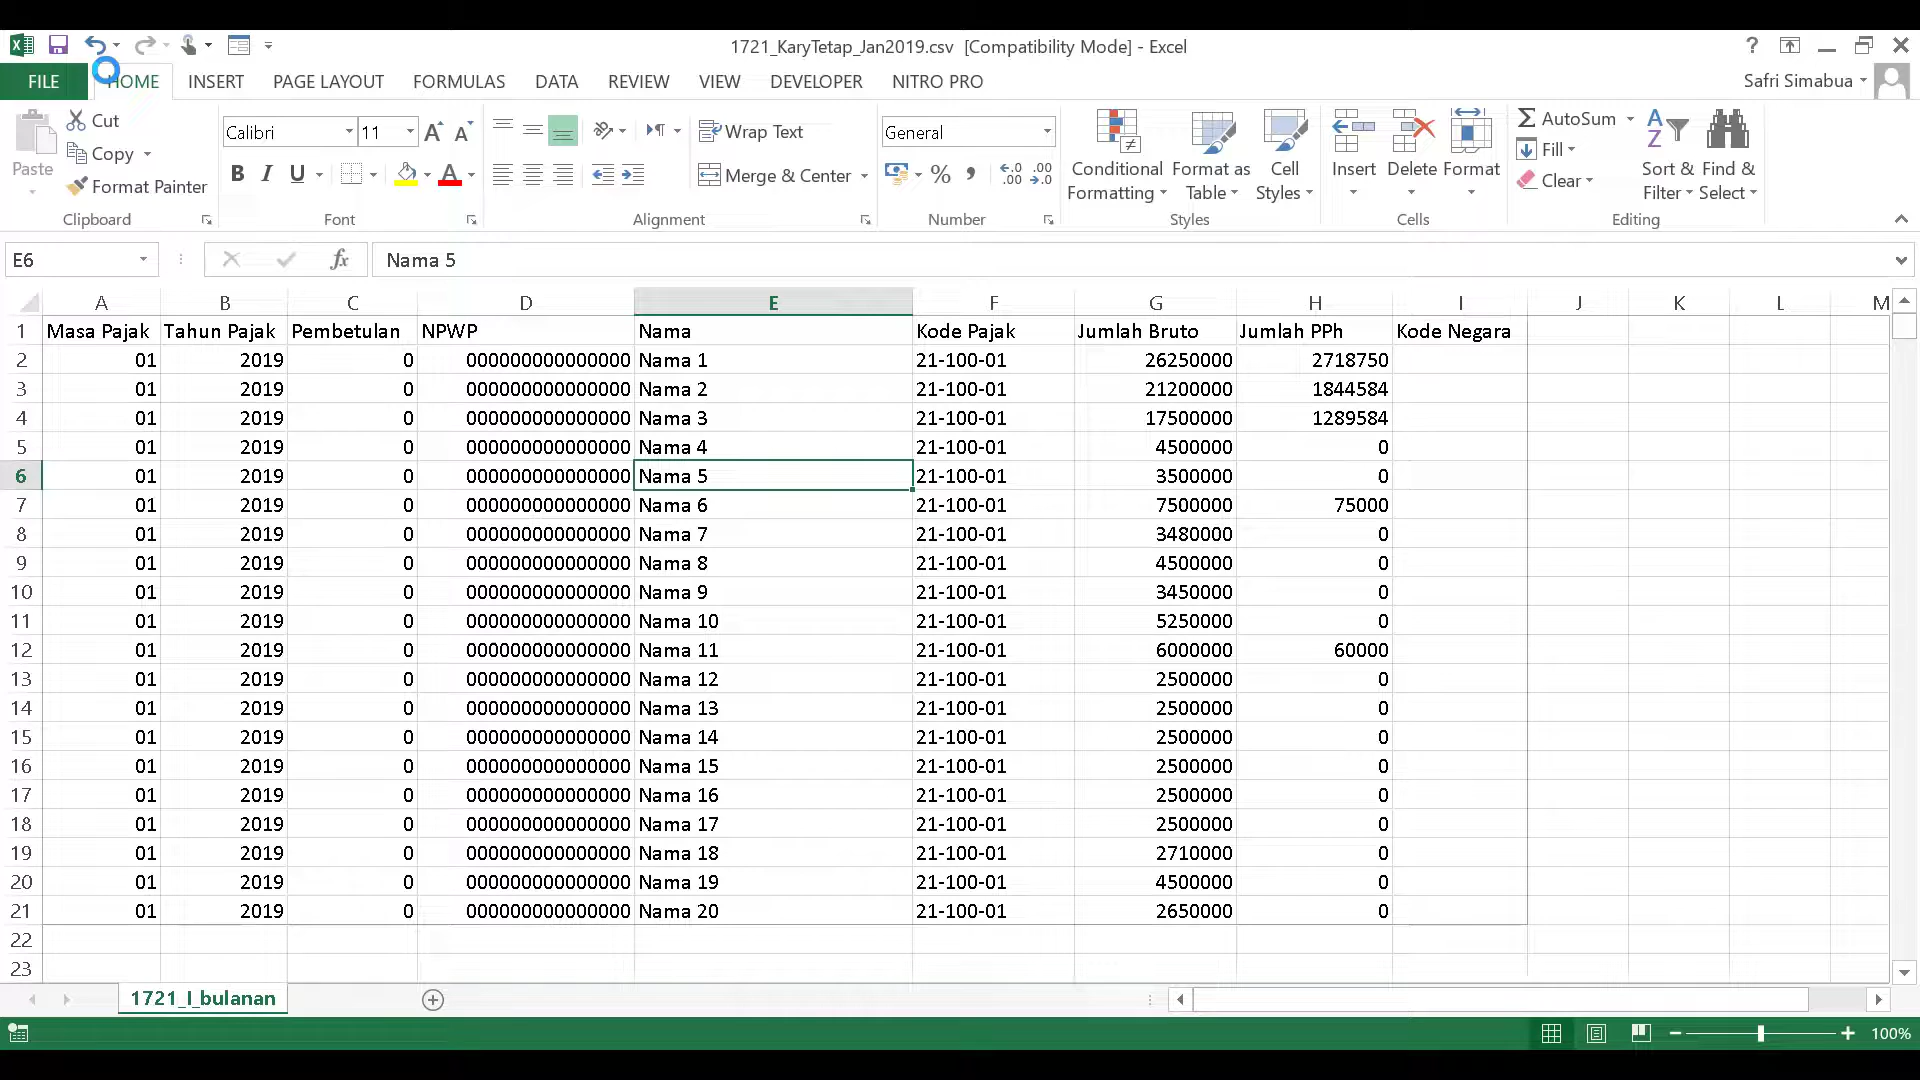 1721_KaryTetap_Jan2019.csv [Compatibility Mode] - Excel
?
FILE HOME INSERT PAGE LAYOUT FORMULAS DATA REVIEW VIEW DEVELOPER NITRO PRO
Safri Simabua
Paste
Cut
Copy
Format Painter
Clipboard
Calibri 11
B I U
Font
Wrap Text
Merge & Center
Alignment
General
Number
Conditional Formatting
Format as Table
Cell Styles
Styles
Insert Delete Format
Cells
AutoSum
Fill
Clear
Sort & Filter
Find & Select
Editing
E6 fx Nama 5
A B C D E F G H I J K L M
1 Masa Pajak Tahun Pajak Pembetulan NPWP Nama Kode Pajak Jumlah Bruto Jumlah PPh Kode Negara
2 01 2019 0 000000000000000 Nama 1 21-100-01 26250000 2718750
3 01 2019 0 000000000000000 Nama 2 21-100-01 21200000 1844584
4 01 2019 0 000000000000000 Nama 3 21-100-01 17500000 1289584
5 01 2019 0 000000000000000 Nama 4 21-100-01 4500000 0
6 01 2019 0 000000000000000 Nama 5 21-100-01 3500000 0
7 01 2019 0 000000000000000 Nama 6 21-100-01 7500000 75000
8 01 2019 0 000000000000000 Nama 7 21-100-01 3480000 0
9 01 2019 0 000000000000000 Nama 8 21-100-01 4500000 0
10 01 2019 0 000000000000000 Nama 9 21-100-01 3450000 0
11 01 2019 0 000000000000000 Nama 10 21-100-01 5250000 0
12 01 2019 0 000000000000000 Nama 11 21-100-01 6000000 60000
13 01 2019 0 000000000000000 Nama 12 21-100-01 2500000 0
14 01 2019 0 000000000000000 Nama 13 21-100-01 2500000 0
15 01 2019 0 000000000000000 Nama 14 21-100-01 2500000 0
16 01 2019 0 000000000000000 Nama 15 21-100-01 2500000 0
17 01 2019 0 000000000000000 Nama 16 21-100-01 2500000 0
18 01 2019 0 000000000000000 Nama 17 21-100-01 2500000 0
19 01 2019 0 000000000000000 Nama 18 21-100-01 2710000 0
20 01 2019 0 000000000000000 Nama 19 21-100-01 4500000 0
21 01 2019 0 000000000000000 Nama 20 21-100-01 2650000 0
22
23
1721_I_bulanan
100%